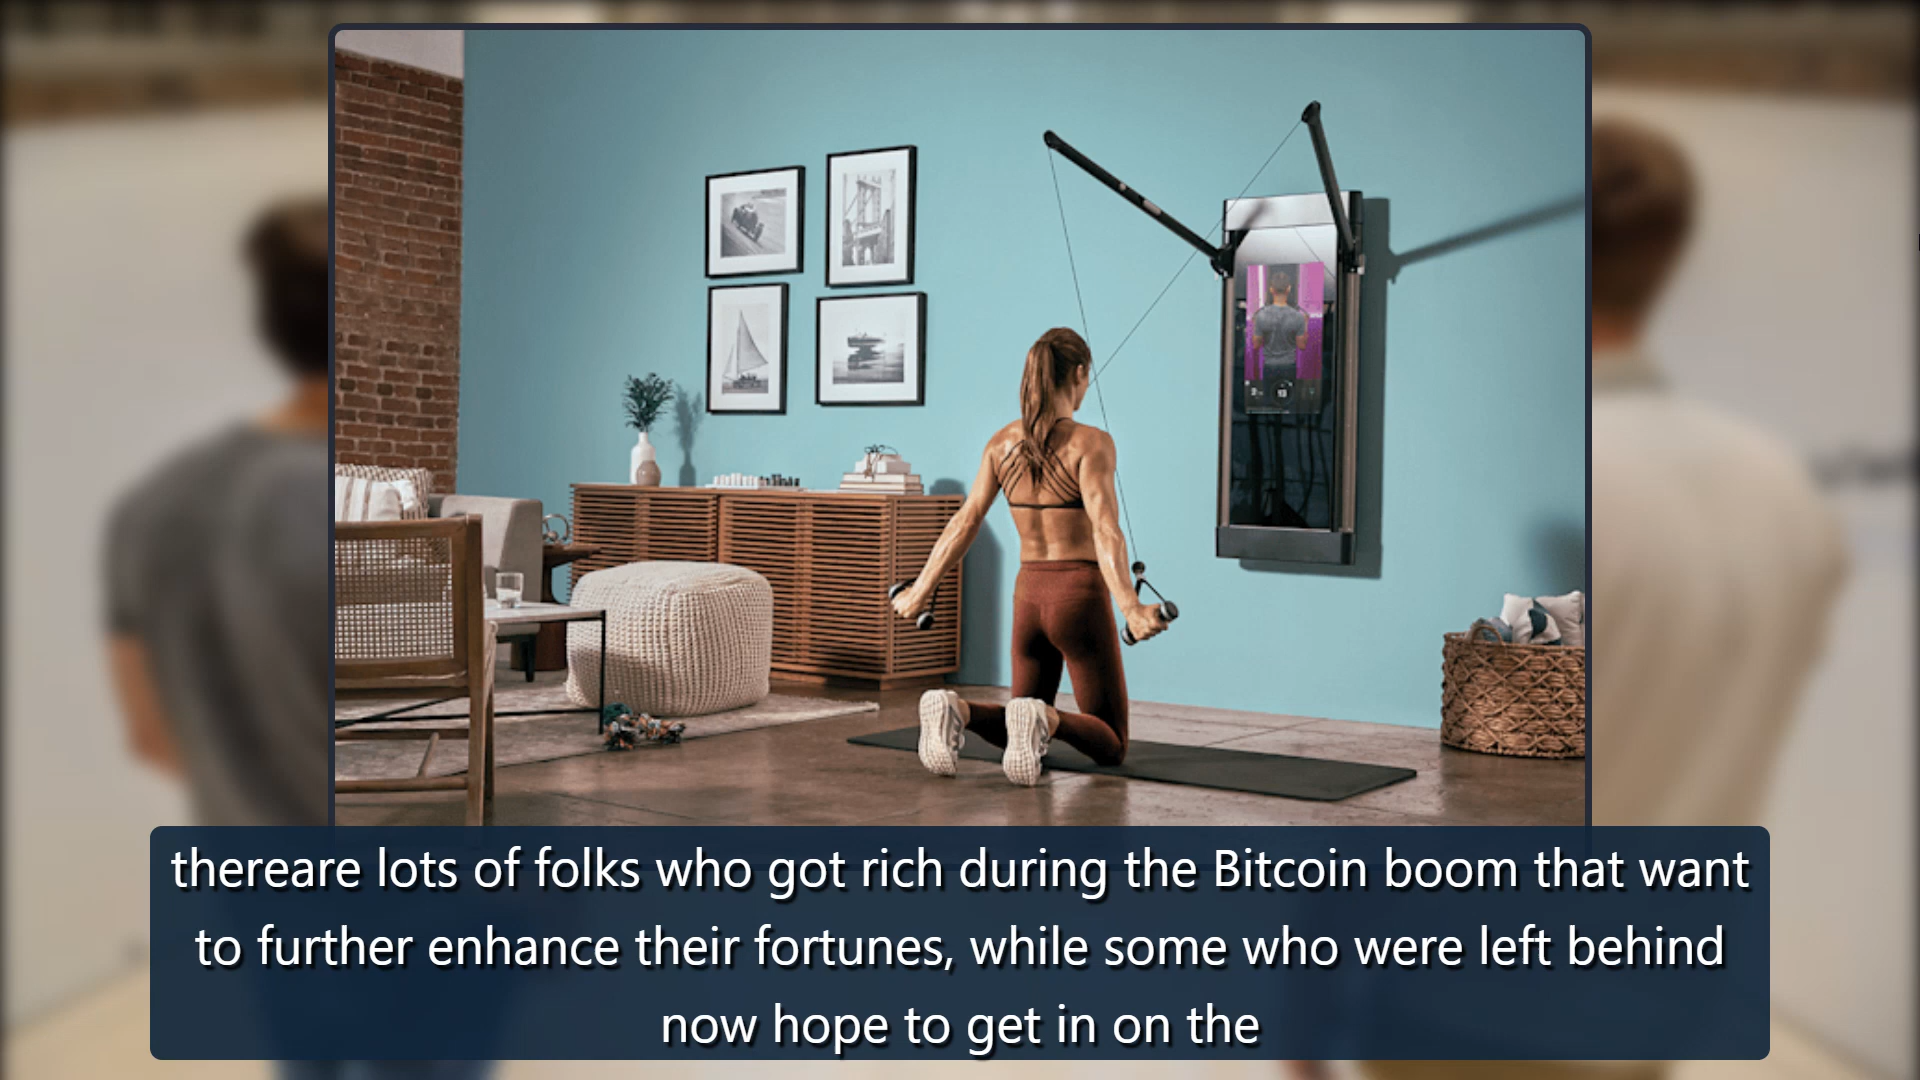 thereare lots of folks who got rich during the Bitcoin boom that want
to further enhance their fortunes, while some who were left behind
now hope to get in on the